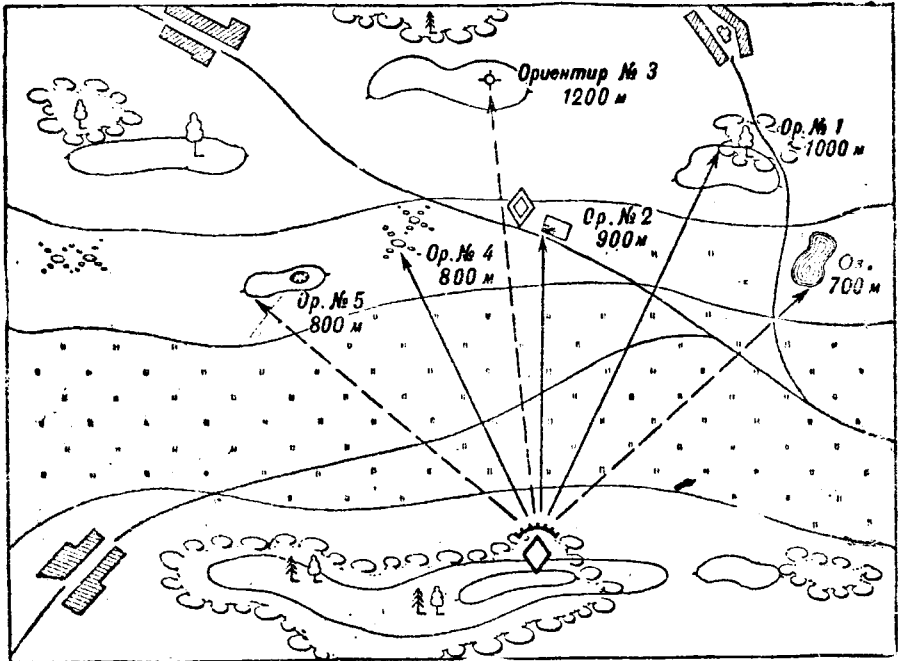 Ориентир № 3
1200 м
Ор. № 1
1000 м
Ор. № 2
900 м
Ор. № 4
800 м
Оз.
700 м
Ор. № 5
800 м